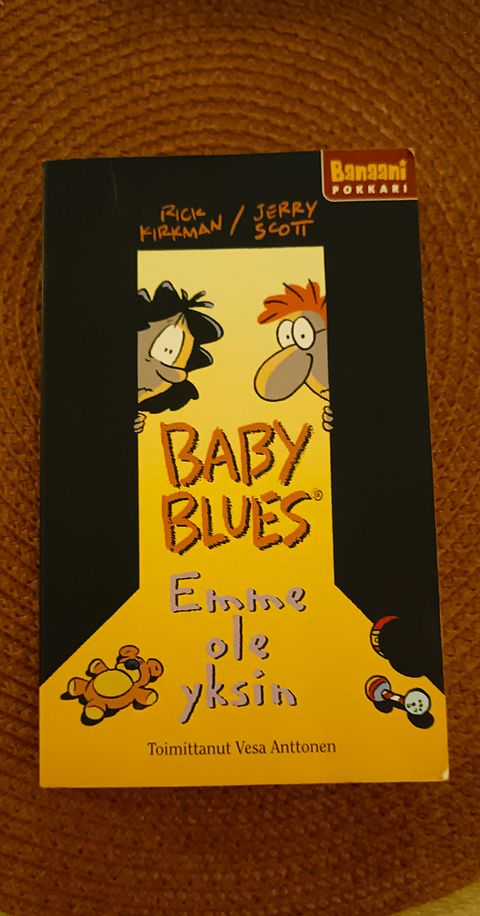 Banaani
POKKARI
RICK KIRKMAN / JERRY SCOTT
BABY
BLUES®
Emme
ole
yksin
Toimittanut Vesa Anttonen